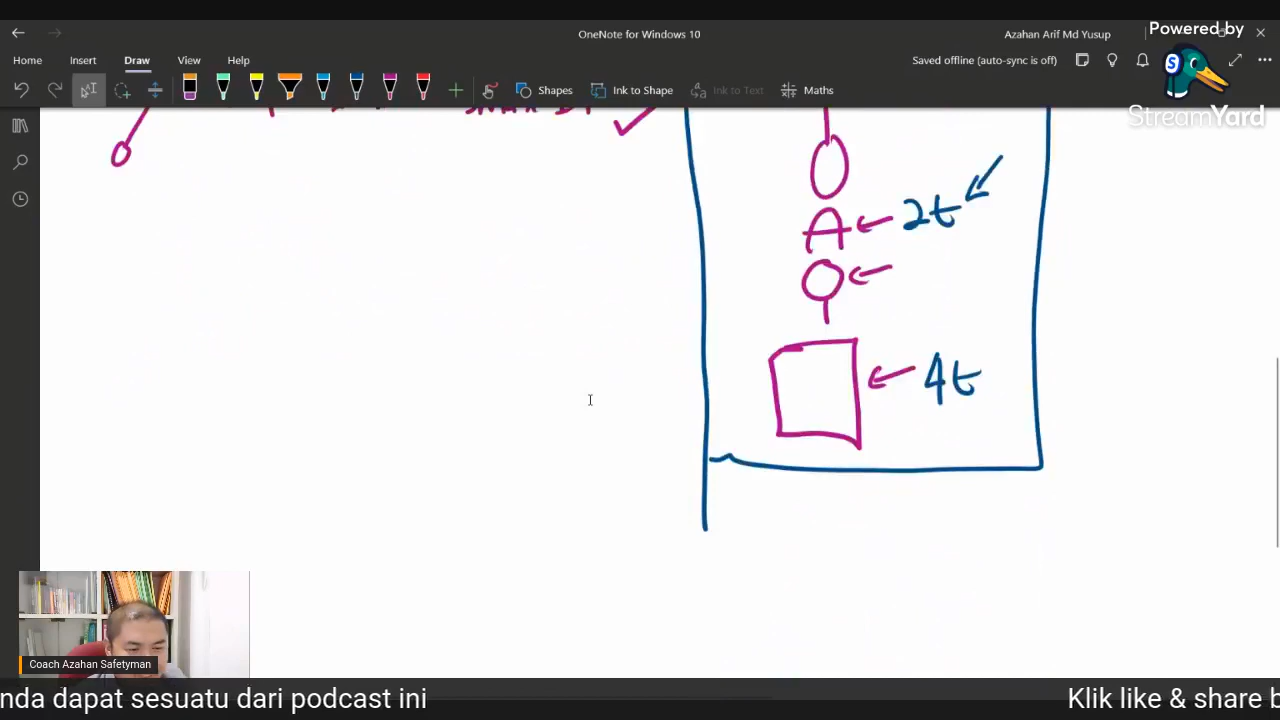 Powered by
StreamYard
OneNote for Windows 10
Azahan Arif Md Yusup
Home
Insert
Draw
View
Help
Saved offline (auto-sync is off)
Shapes
Ink to Shape
Ink to Text
Maths
2t
4t
Coach Azahan Safetyman
nda dapat sesuatu dari podcast ini
Klik like & share b